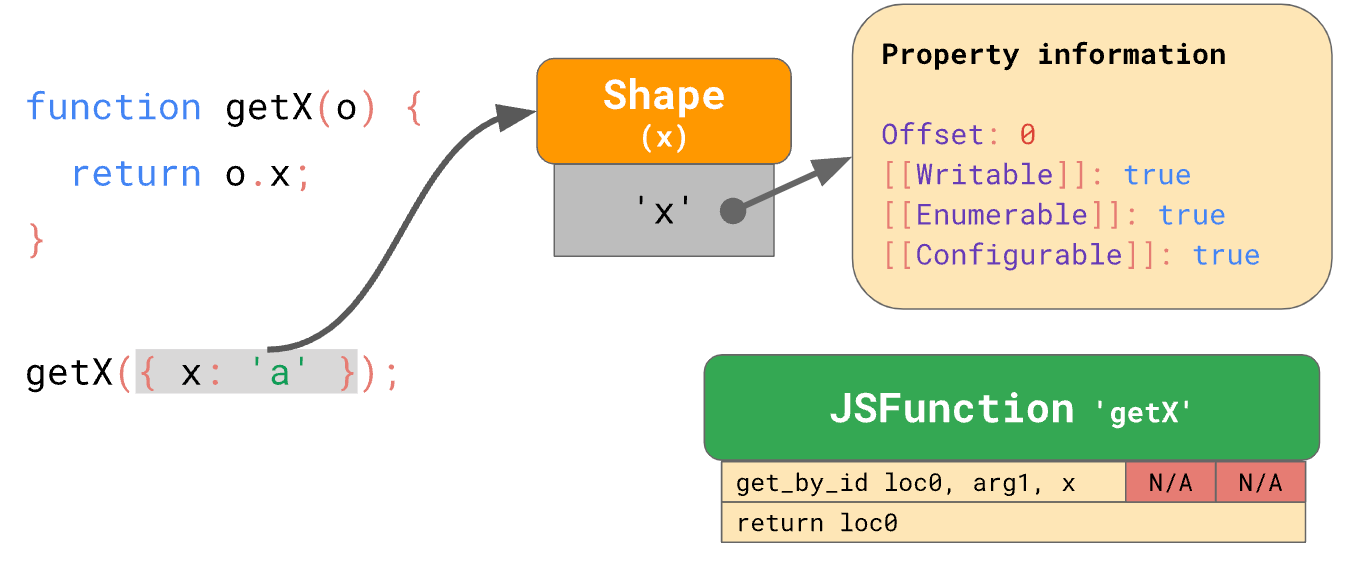 function getX(o) {
  return o.x;
}
getX({ x: 'a' });
Shape
(x)
'x'
Property information
Offset: 0
[[Writable]]: true
[[Enumerable]]: true
[[Configurable]]: true
JSFunction 'getX'
get_by_id loc0, arg1, x N/A N/A
return loc0